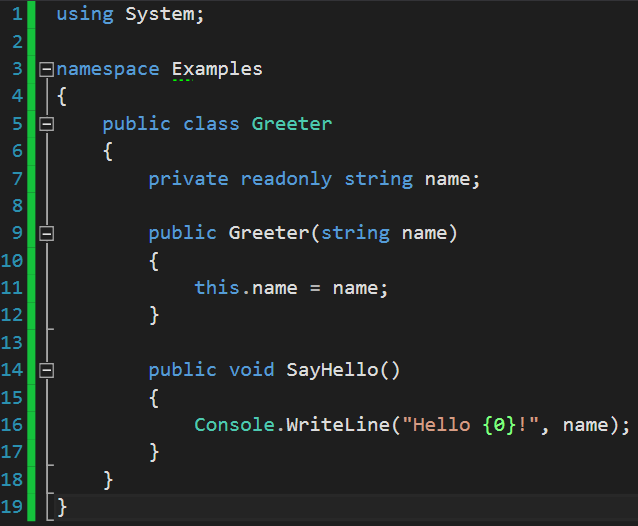 1 using System;
2
3 namespace Examples
4 {
5     public class Greeter
6     {
7         private readonly string name;
8
9         public Greeter(string name)
10         {
11             this.name = name;
12         }
13
14         public void SayHello()
15         {
16             Console.WriteLine("Hello {0}!", name);
17         }
18     }
19 }